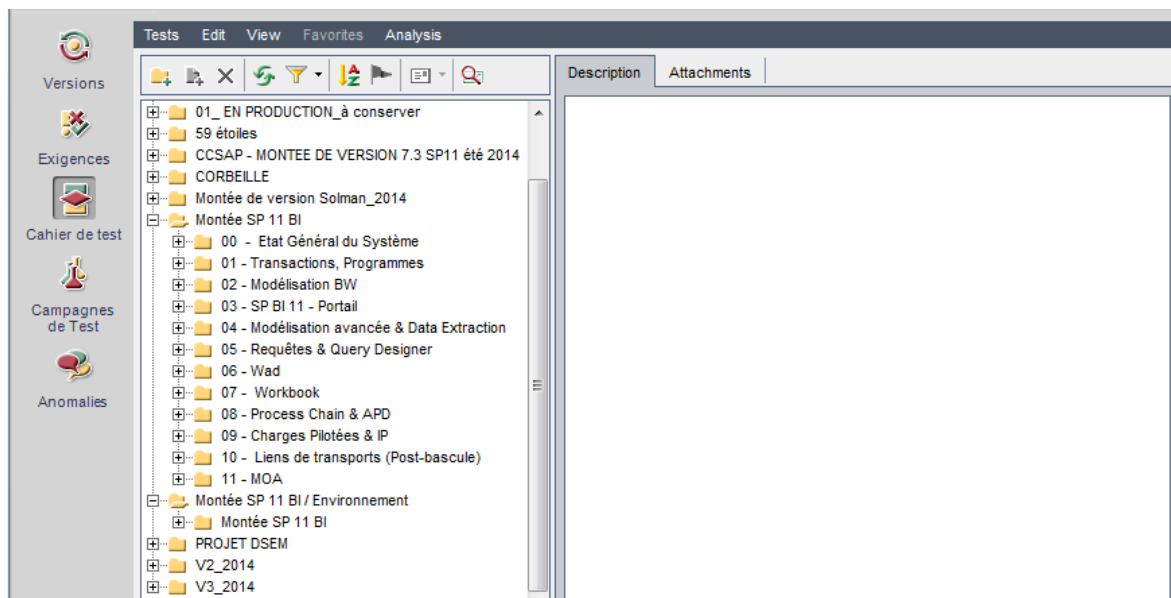 Tests Edit View Favorites Analysis
Versions
Exigences
Cahier de test
Campagnes
de Test
Anomalies
01_ EN PRODUCTION_à conserver
59 étoiles
CCSAP - MONTEE DE VERSION 7.3 SP11 été 2014
CORBEILLE
Montée de version Solman_2014
Montée SP 11 BI
00 - Etat Général du Système
01 - Transactions, Programmes
02 - Modélisation BW
03 - SP BI 11 - Portail
04 - Modélisation avancée & Data Extraction
05 - Requêtes & Query Designer
06 - Wad
07 - Workbook
08 - Process Chain & APD
09 - Charges Pilotées & IP
10 - Liens de transports (Post-bascule)
11 - MOA
Montée SP 11 BI / Environnement
Montée SP 11 BI
PROJET DSEM
V2_2014
V3_2014
Description Attachments